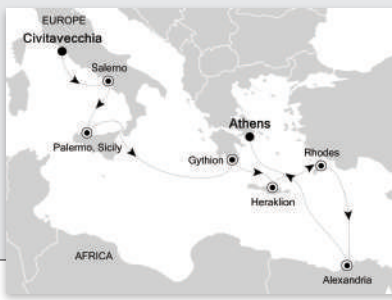 EUROPE
Civitavecchia
Salerno
Palermo, Sicily
Athens
Gythion
Rhodes
Heraklion
AFRICA
Alexandria